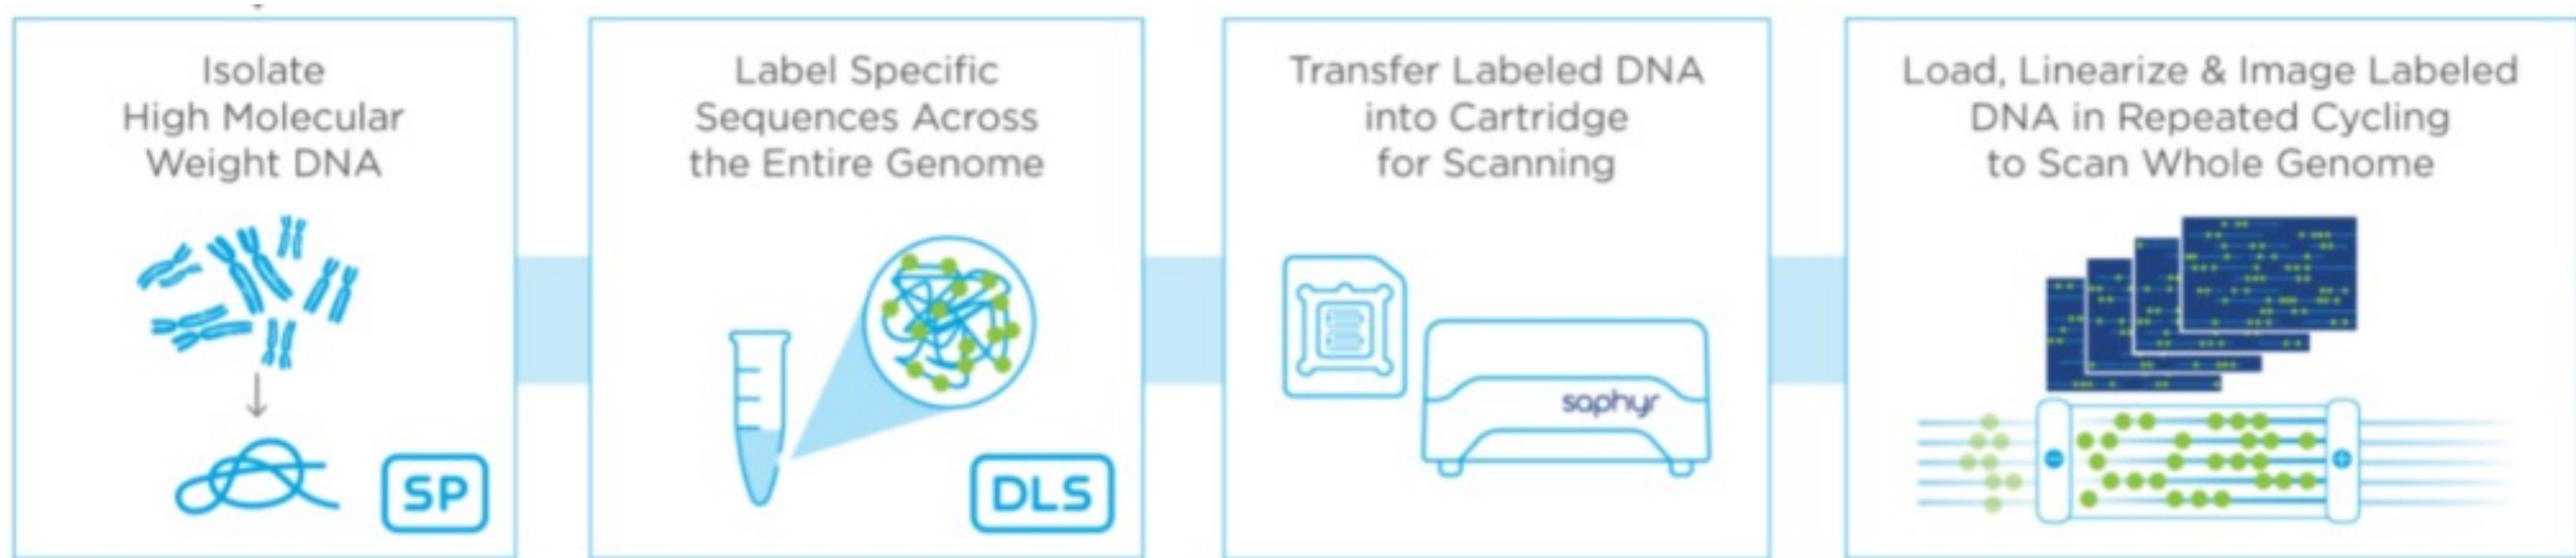 Isolate
High Molecular
Weight DNA
SP
Label Specific
Sequences Across
the Entire Genome
DLS
Transfer Labeled DNA
into Cartridge
for Scanning
saphyr
Load, Linearize & Image Labeled
DNA in Repeated Cycling
to Scan Whole Genome